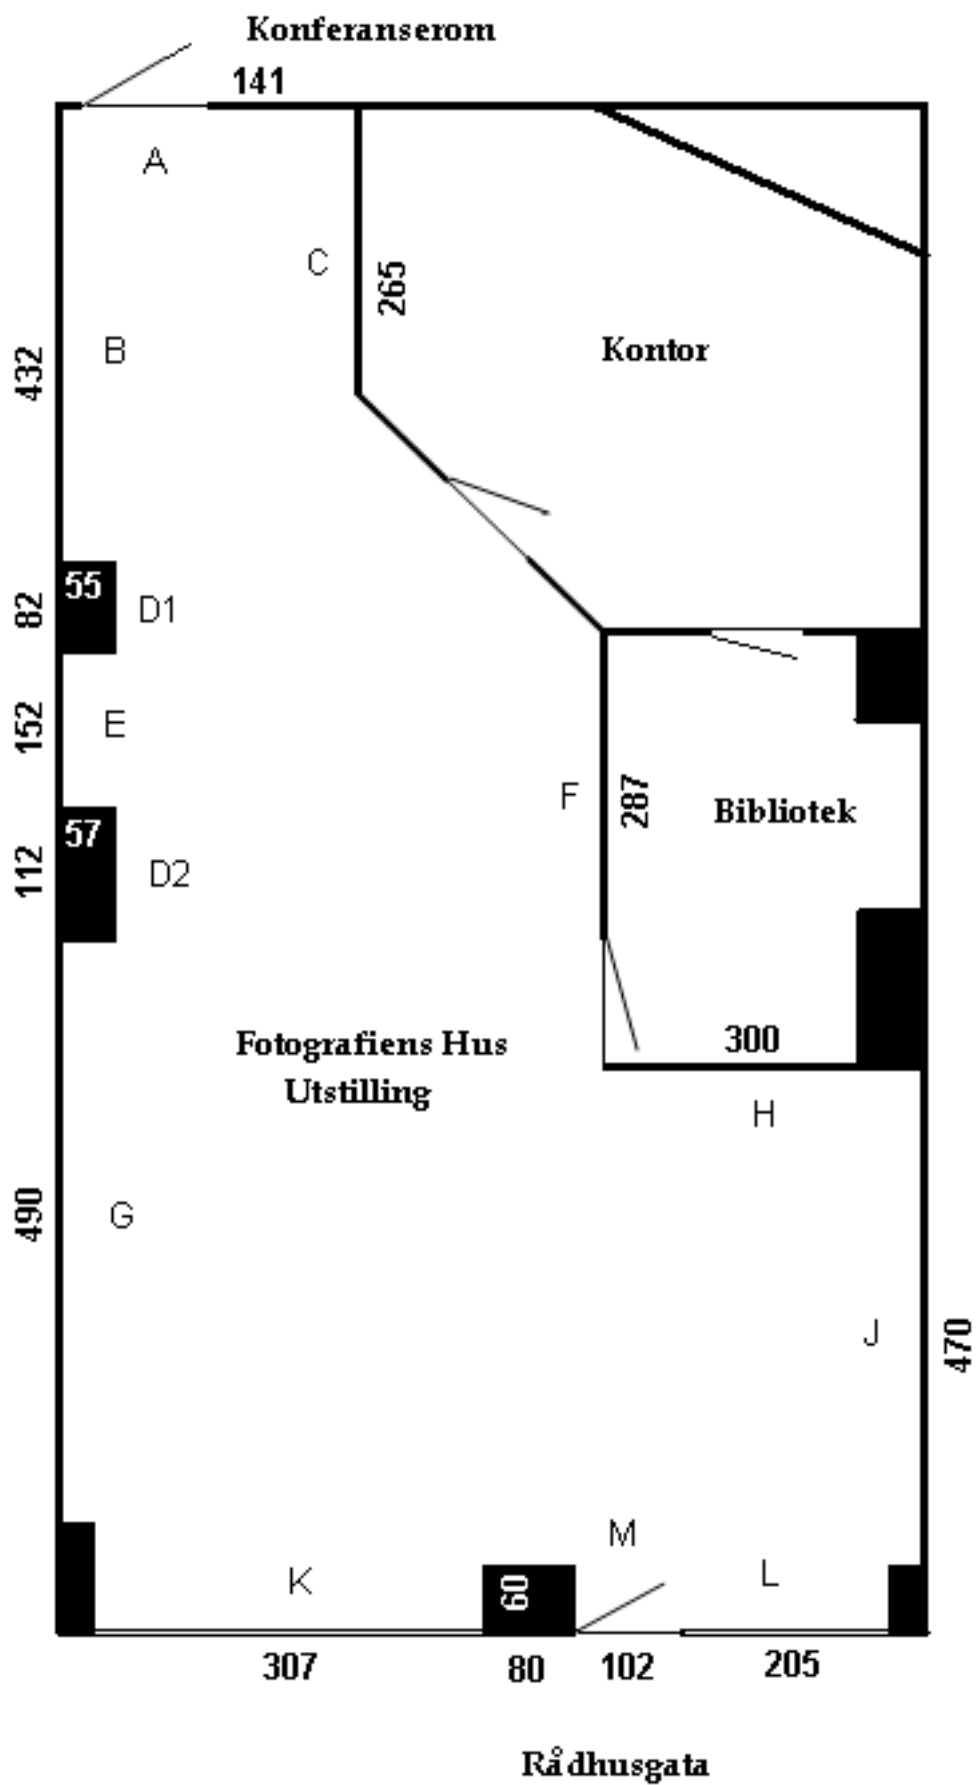 Konferanserom
141
A
C
265
B
432
Kontor
55
D1
82
E
152
F
287
Bibliotek
57
D2
112
Fotografiens Hus
Utstilling
300
H
G
490
J
470
M
K
60
L
307
80
102
205
Rådhusgata